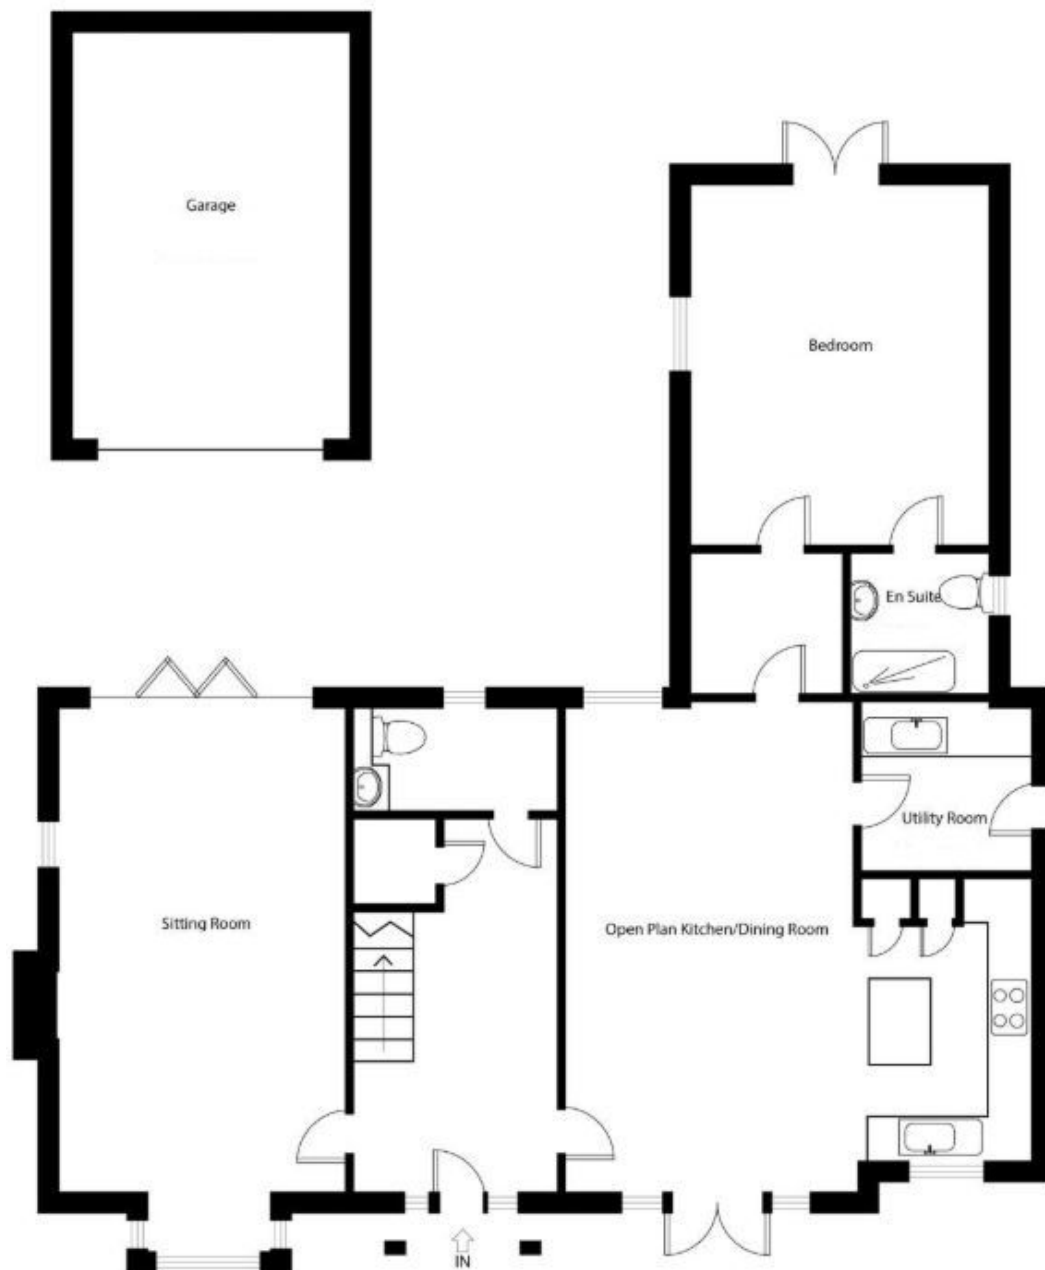 Garage
Bedroom
En Suite
Utility Room
Sitting Room
Open Plan Kitchen/Dining Room
IN